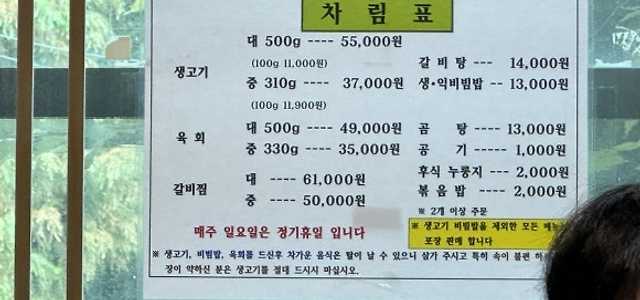 차림표
생고기
대 500g ---- 55,000원
(100g 11,000원)
중 310g ---- 37,000원
(100g 11,900원)
육 회
대 500g ---- 49,000원
중 330g ---- 35,000원
갈비찜
대 ---- 61,000원
중 ---- 50,000원
갈 비 탕 --- 14,000원
생·익비빔밥 -- 13,000원
곰 탕 ---- 13,000원
공 기 ----- 1,000원
후식 누룽지 --- 2,000원
볶 음 밥 ---- 2,000원
※ 2개 이상 주문
매주 일요일은 정기휴일 입니다
※ 생고기 비빔밥을 제외한 모든 메뉴
포장 판매 합니다
※ 생고기, 비빔밥, 육회를 드신후 차가운 음식은 탈이 날 수 있으니 삼가 주시고 특히 속이 불편 하
장이 약하신 분은 생고기를 절대 드시지 마십시오.